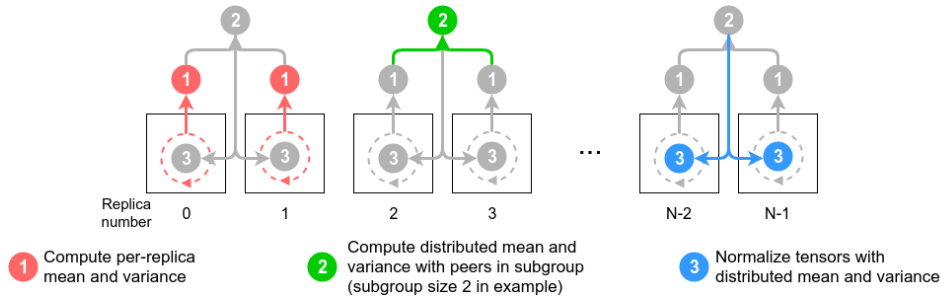 2
2
2
1
1
1
1
1
1
3
3
3
3
...
3
3
Replica
number
0
1
2
3
N-2
N-1
1
Compute per-replica
mean and variance
2
Compute distributed mean and
variance with peers in subgroup
(subgroup size 2 in example)
3
Normalize tensors with
distributed mean and variance